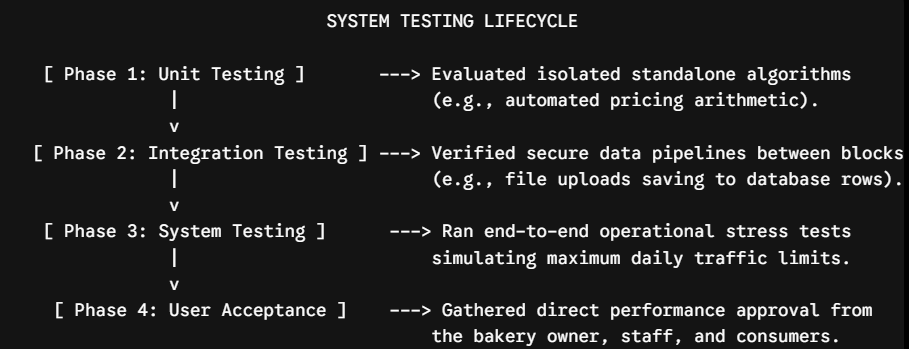 SYSTEM TESTING LIFECYCLE
[ Phase 1: Unit Testing ] ---> Evaluated isolated standalone algorithms
| (e.g., automated pricing arithmetic).
v
[ Phase 2: Integration Testing ] ---> Verified secure data pipelines between blocks
| (e.g., file uploads saving to database rows).
v
[ Phase 3: System Testing ] ---> Ran end-to-end operational stress tests
| simulating maximum daily traffic limits.
v
[ Phase 4: User Acceptance ] ---> Gathered direct performance approval from
the bakery owner, staff, and consumers.